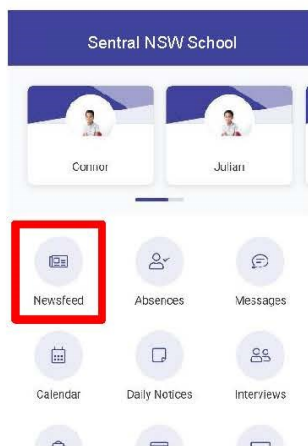 Sentral NSW School
Connor Julian
Newsfeed Absences Messages
Calendar Daily Notices Interviews